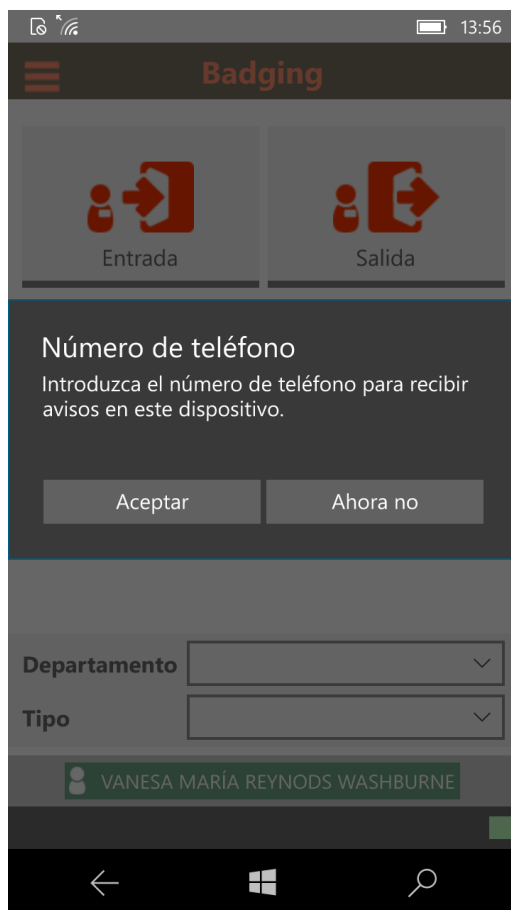 13:56
Badging
Entrada
Salida
Número de teléfono
Introduzca el número de teléfono para recibir
avisos en este dispositivo.
Aceptar
Ahora no
Departamento
Tipo
VANESA MARÍA REYNODS WASHBURNE